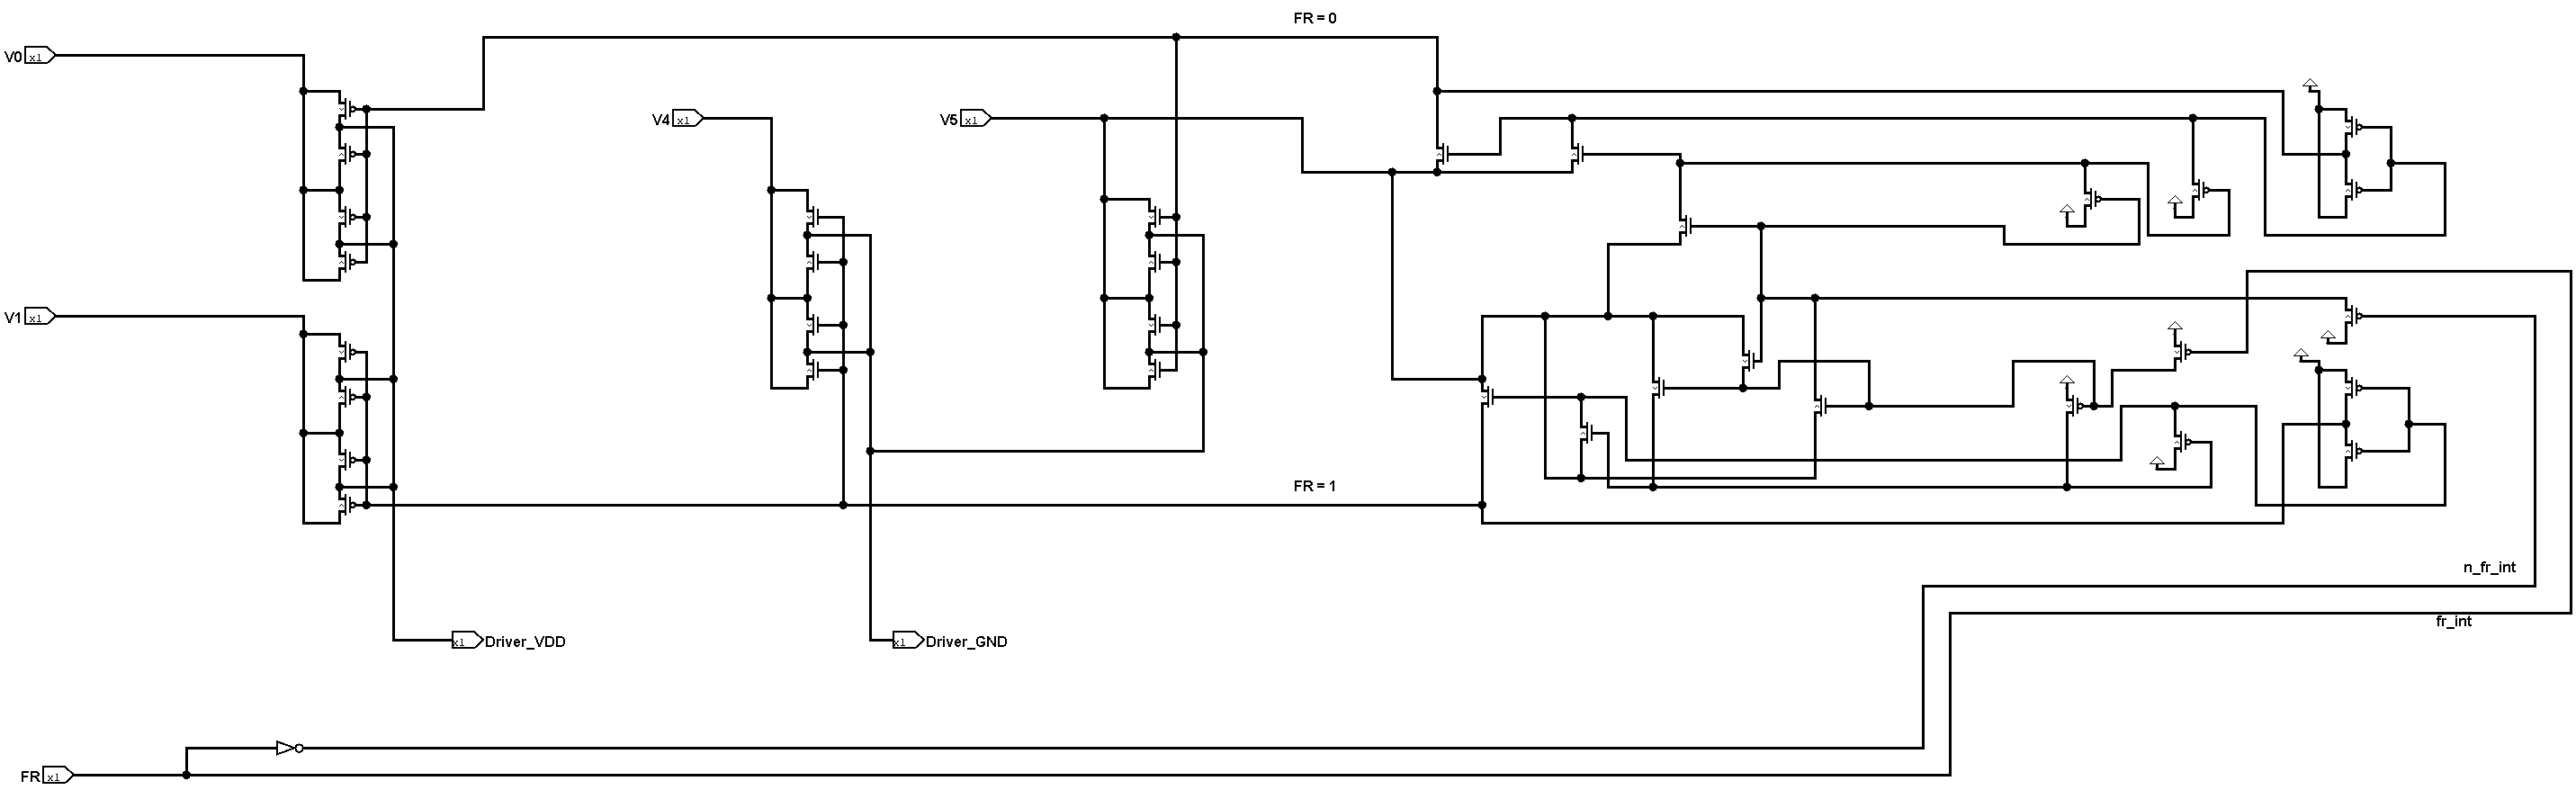 FR = 0
V0 x1
V4 x1
V5 x1
V1 x1
FR = 1
n_fr_int
fr_int
x1 Driver_VDD
x1 Driver_GND
FR x1